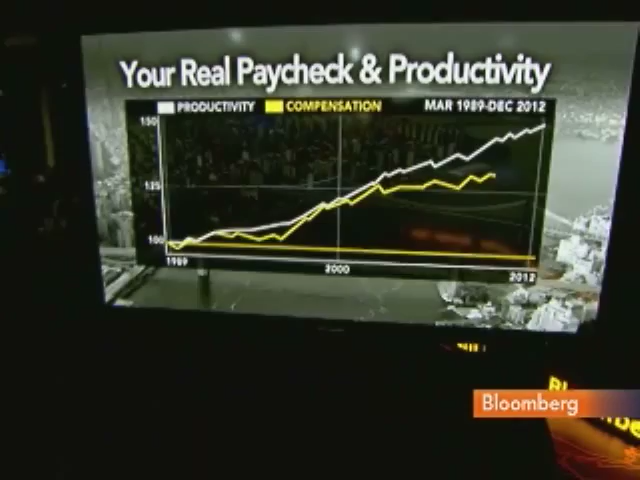 Your Real Paycheck & Productivity
PRODUCTIVITY COMPENSATION MAR 1989-DEC 2012
150
125
100
1989 2000 2012
Bloomberg